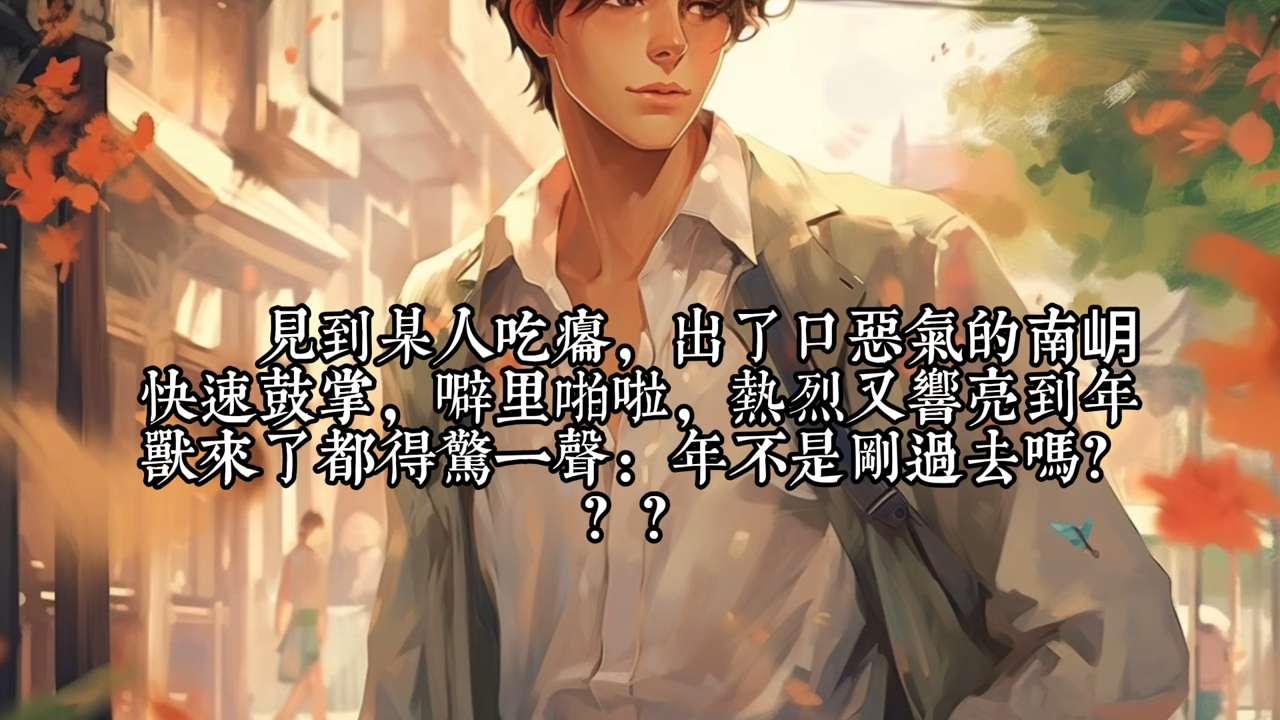 見到某人吃癟，出了口惡氣的南岄
快速鼓掌，噼里啪啦，熱烈又響亮到年
獸來了都得驚一聲：年不是剛過去嗎？
？？